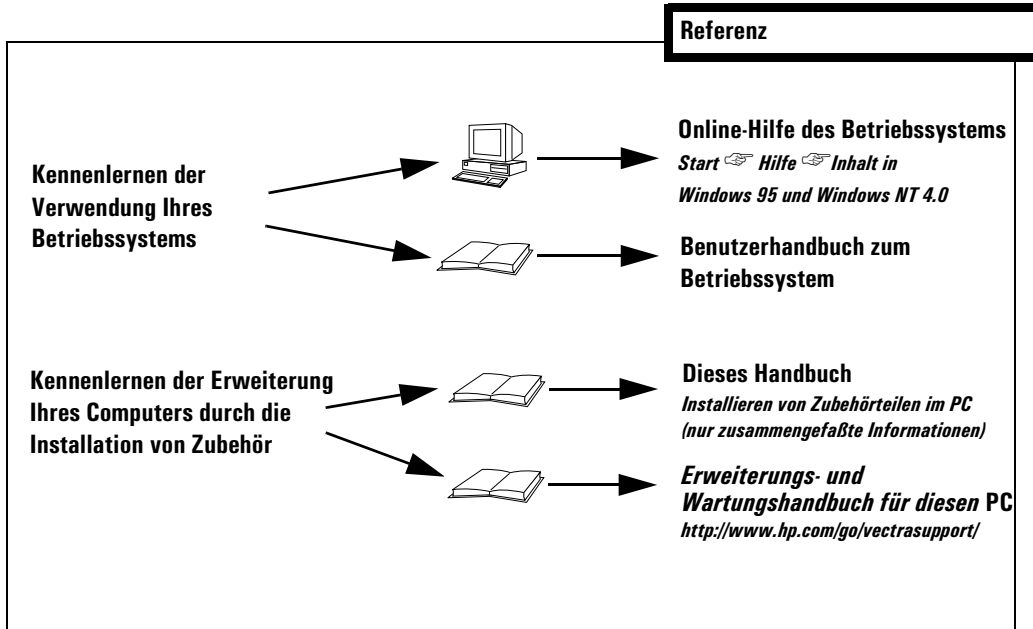 Referenz
Kennenlernen der
Verwendung Ihres
Betriebssystems
Online-Hilfe des Betriebssystems
Start ☞ Hilfe ☞ Inhalt in
Windows 95 und Windows NT 4.0
Benutzerhandbuch zum
Betriebssystem
Kennenlernen der Erweiterung
Ihres Computers durch die
Installation von Zubehör
Dieses Handbuch
Installieren von Zubehörteilen im PC
(nur zusammengefaßte Informationen)
Erweiterungs- und
Wartungshandbuch für diesen PC
http://www.hp.com/go/vectrasupport/